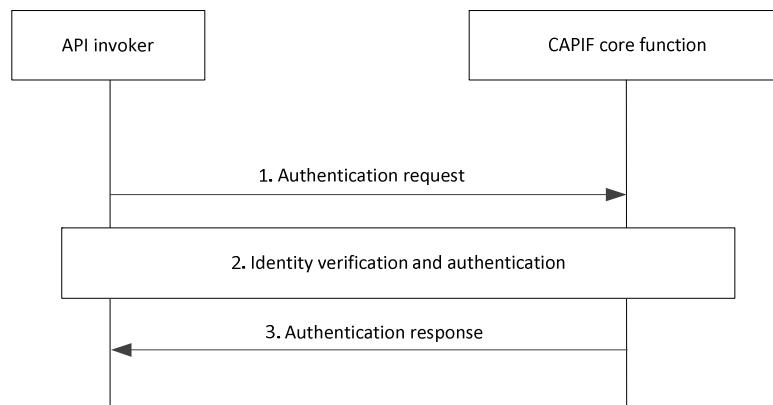 API invoker
CAPIF core function
1. Authentication request
2. Identity verification and authentication
3. Authentication response